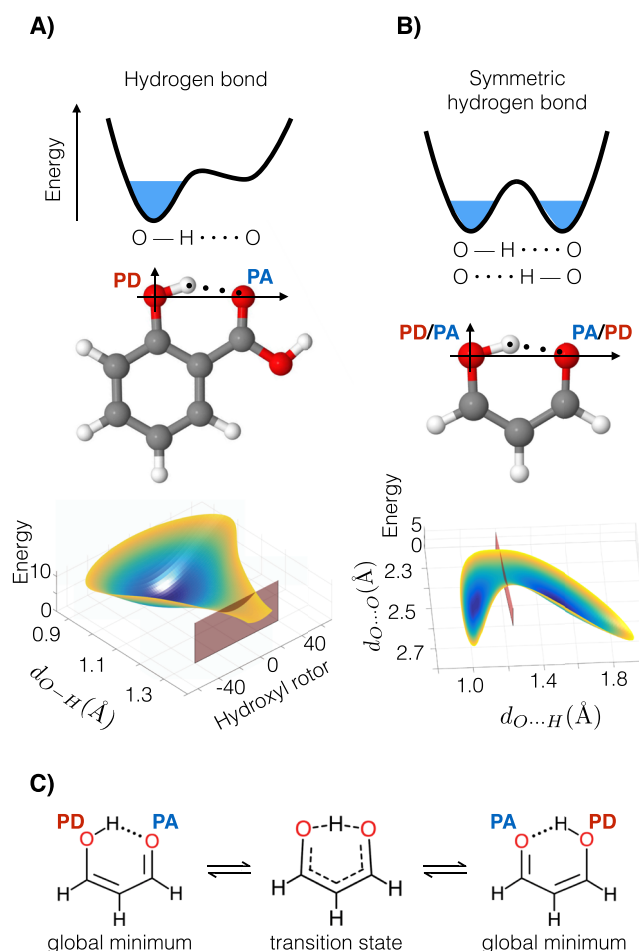 A)
B)
Hydrogen bond
Symmetric
hydrogen bond
Energy
O — H · · · · O
O — H · · · · O
O · · · · H — O
PD
PA
PD/PA
PA/PD
Energy
10
0
0.9
1.1
1.3
d_{O−H}(Å)
-40
0
40
Hydroxyl rotor
Energy
5
0
2.3
2.5
2.7
d_{O···O}(Å)
1.0
1.4
1.8
d_{O···H}(Å)
C)
PD
H
PA
O
O
H
H
H
global minimum
O
H
O
H
H
H
transition state
PA
H
PD
O
O
H
H
H
global minimum